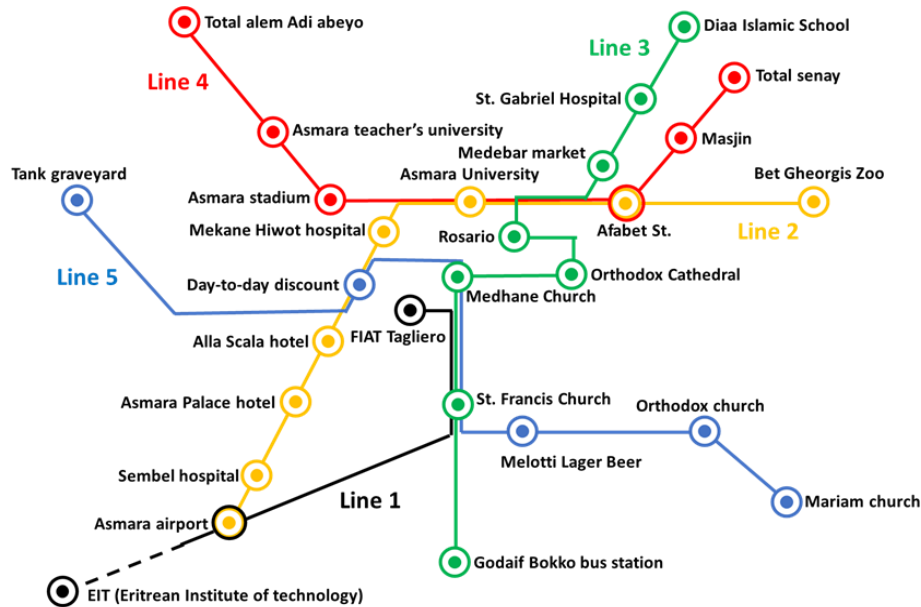 Total alem Adi abeyo
Diaa Islamic School
Line 3
Line 4
Total senay
St. Gabriel Hospital
Asmara teacher's university
Masjin
Medebar market
Tank graveyard
Asmara University
Bet Gheorgis Zoo
Asmara stadium
Mekane Hiwot hospital
Rosario
Afabet St.
Line 2
Line 5
Day-to-day discount
Orthodox Cathedral
Medhane Church
Alla Scala hotel
FIAT Tagliero
Asmara Palace hotel
St. Francis Church
Orthodox church
Melotti Lager Beer
Sembel hospital
Line 1
Mariam church
Asmara airport
Godaif Bokko bus station
EIT (Eritrean Institute of technology)